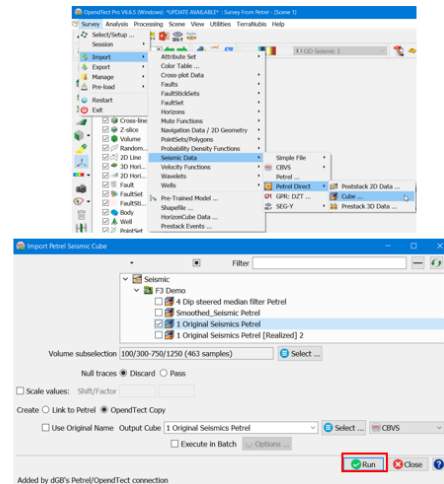 OpendTect Pro V6.6.5 (Windows) *UPDATE AVAILABLE* : Survey From Petrel - [Scene 1]
Survey Analysis Processing Scene View Utilities TerraNubis Help
Select/Setup ...
Session
Import
Export
Manage
Pre-load
Restart
Exit
Attribute Set
Color Table ...
Cross-plot Data
Faults
FaultStickSets
FaultSet
Horizons
Mute Functions
Navigation Data / 2D Geometry
PointSets/Polygons
Probability Density Functions
Seismic Data
Velocity Functions
Wavelets
Wells
Pre-Trained Model ...
Shapefile ...
HorizonCube Data ...
Prestack Events ...
Simple File
CBVS
Petrel ...
Petrel Direct
GPR: DZT ...
SEG-Y
Poststack 2D Data ...
Cube ...
Prestack 3D Data ...
Cross-line
Z-slice
Volume
Random...
2D Line
3D Hori...
2D Hori...
Fault
FaultSti...
FaultSet
Body
Well
PointSet
Import Petrel Seismic Cube
Filter
Seismic
F3 Demo
4 Dip steered median filter Petrel
Smoothed_Seismic Petrel
1 Original Seismics Petrel
1 Original Seismics Petrel [Realized] 2
Volume subselection 100/300-750/1250 (463 samples) Select ...
Null traces Discard Pass
Scale values: Shift/Factor
Create Link to Petrel OpendTect Copy
Use Original Name Output Cube 1 Original Seismics Petrel Select ... CBVS
Execute in Batch Options ...
Run Close ?
Added by dGB's Petrel/OpendTect connection